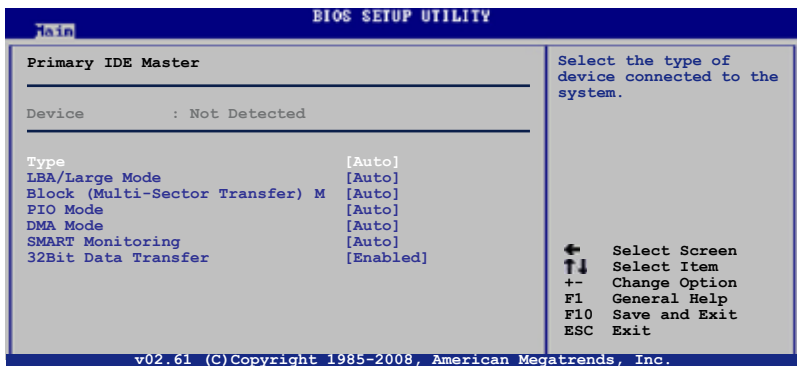 BIOS SETUP UTILITY
Main
Primary IDE Master
Device : Not Detected
Type [Auto]
LBA/Large Mode [Auto]
Block (Multi-Sector Transfer) M [Auto]
PIO Mode [Auto]
DMA Mode [Auto]
SMART Monitoring [Auto]
32Bit Data Transfer [Enabled]
Select the type of
device connected to the
system.
← Select Screen
↑↓ Select Item
+- Change Option
F1 General Help
F10 Save and Exit
ESC Exit
v02.61 (C)Copyright 1985-2008, American Megatrends, Inc.